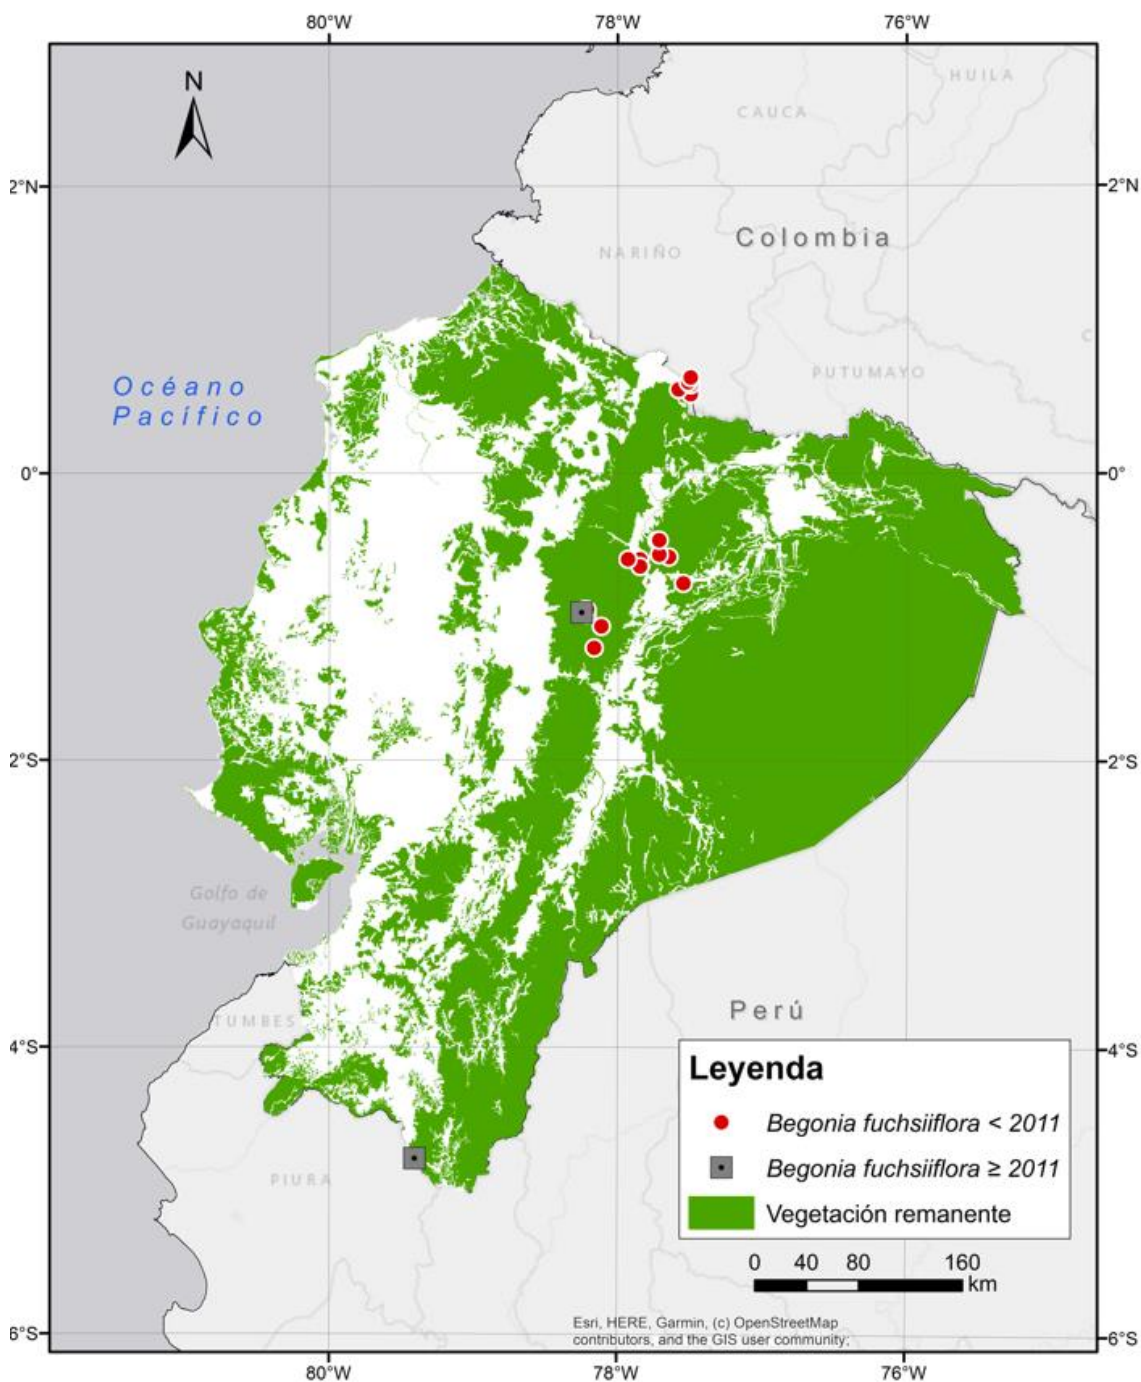 80°W
78°W
76°W
N
HUILA
CAUCA
2°N
2°N
Colombia
NARIÑO
Océano
Pacífico
PUTUMAYO
C
0°
0°
2°S
2°S
Golfo de
Guayaquil
Perú
TUMBES
4°S
4°S
Leyenda
Begonia fuchsiiflora < 2011
Begonia fuchsiiflora ≥ 2011
Vegetación remanente
PIURA
0 40 80 160
km
Esri, HERE, Garmin, (c) OpenStreetMap
contributors, and the GIS user community;
6°S
6°S
80°W
78°W
76°W